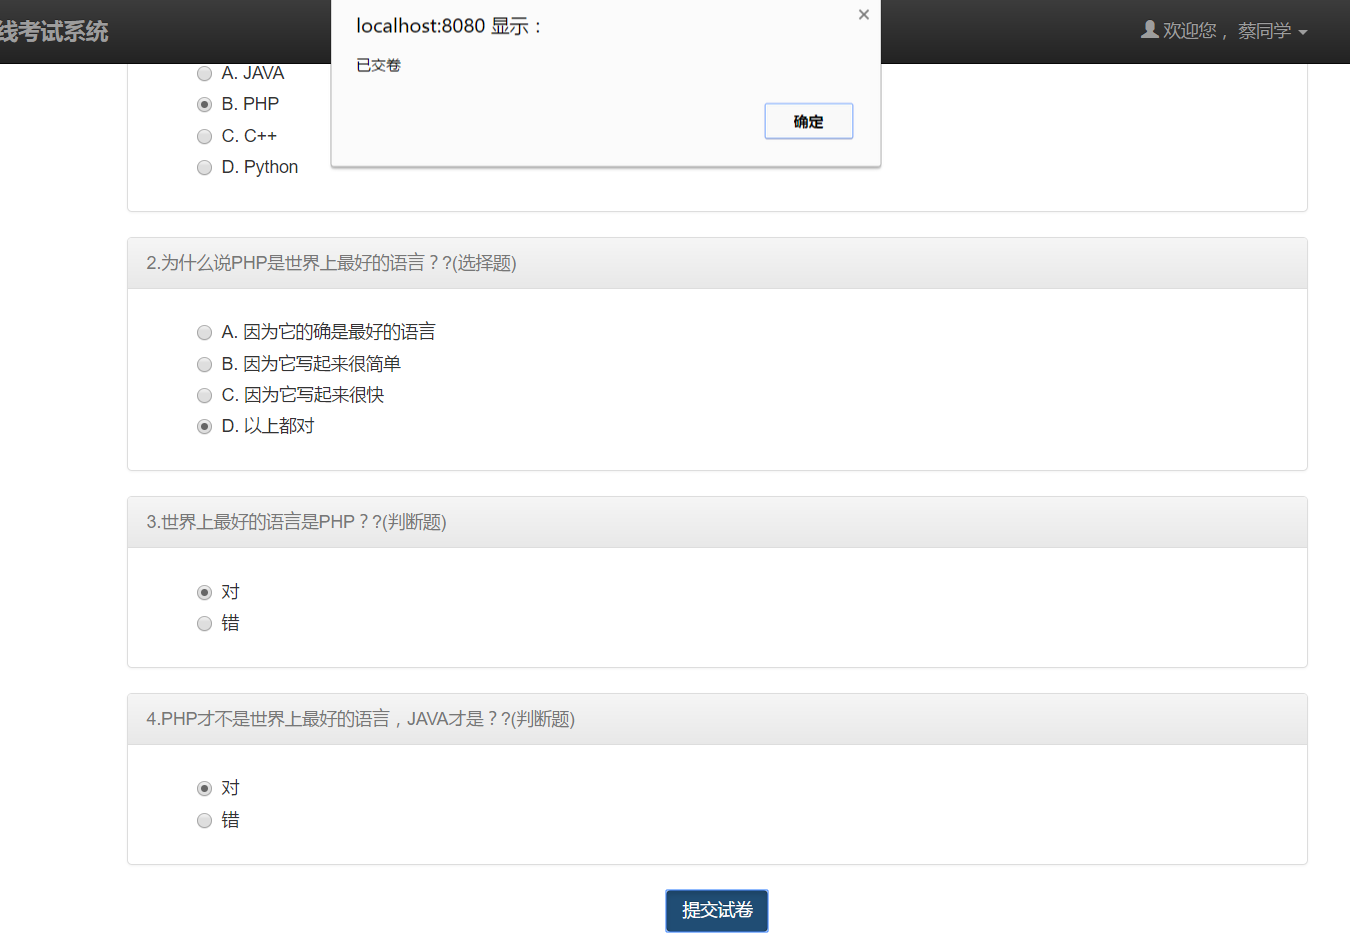 线考试系统
欢迎您，蔡同学
localhost:8080 显示：
已交卷
确定
A. JAVA
B. PHP
C. C++
D. Python
2.为什么说PHP是世界上最好的语言？?(选择题)
A. 因为它的确是最好的语言
B. 因为它写起来很简单
C. 因为它写起来很快
D. 以上都对
3.世界上最好的语言是PHP？?(判断题)
对
错
4.PHP才不是世界上最好的语言，JAVA才是？?(判断题)
对
错
提交试卷